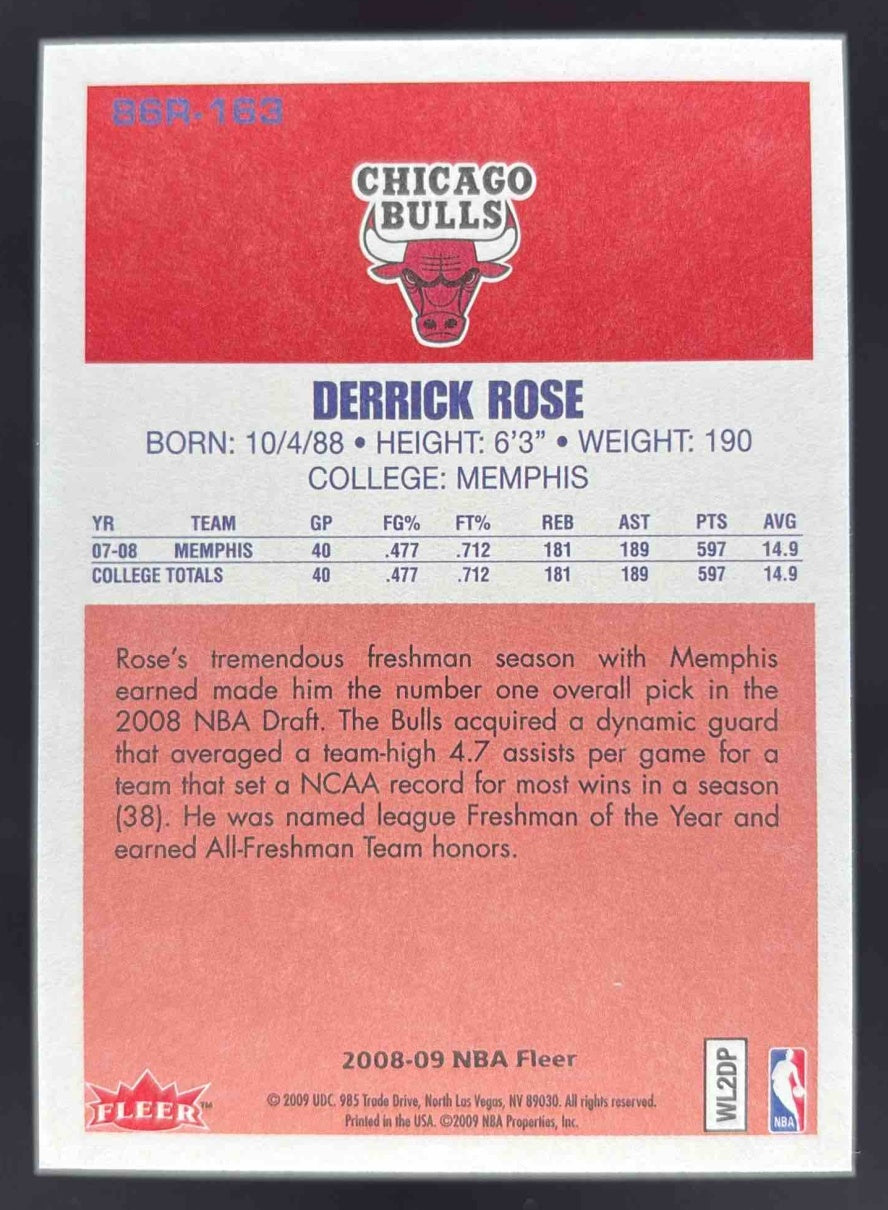 86R-163
CHICAGO
BULLS
DERRICK ROSE
BORN: 10/4/88 • HEIGHT: 6'3" • WEIGHT: 190
COLLEGE: MEMPHIS
YR TEAM GP FG% FT% REB AST PTS AVG
07-08 MEMPHIS 40 .477 .712 181 189 597 14.9
COLLEGE TOTALS 40 .477 .712 181 189 597 14.9
Rose's tremendous freshman season with Memphis
earned made him the number one overall pick in the
2008 NBA Draft. The Bulls acquired a dynamic guard
that averaged a team-high 4.7 assists per game for a
team that set a NCAA record for most wins in a season
(38). He was named league Freshman of the Year and
earned All-Freshman Team honors.
2008-09 NBA Fleer
FLEER™
© 2009 UDC. 985 Trade Drive, North Las Vegas, NV 89030. All rights reserved.
Printed in the USA. ©2009 NBA Properties, Inc.
WL2DP
NBA